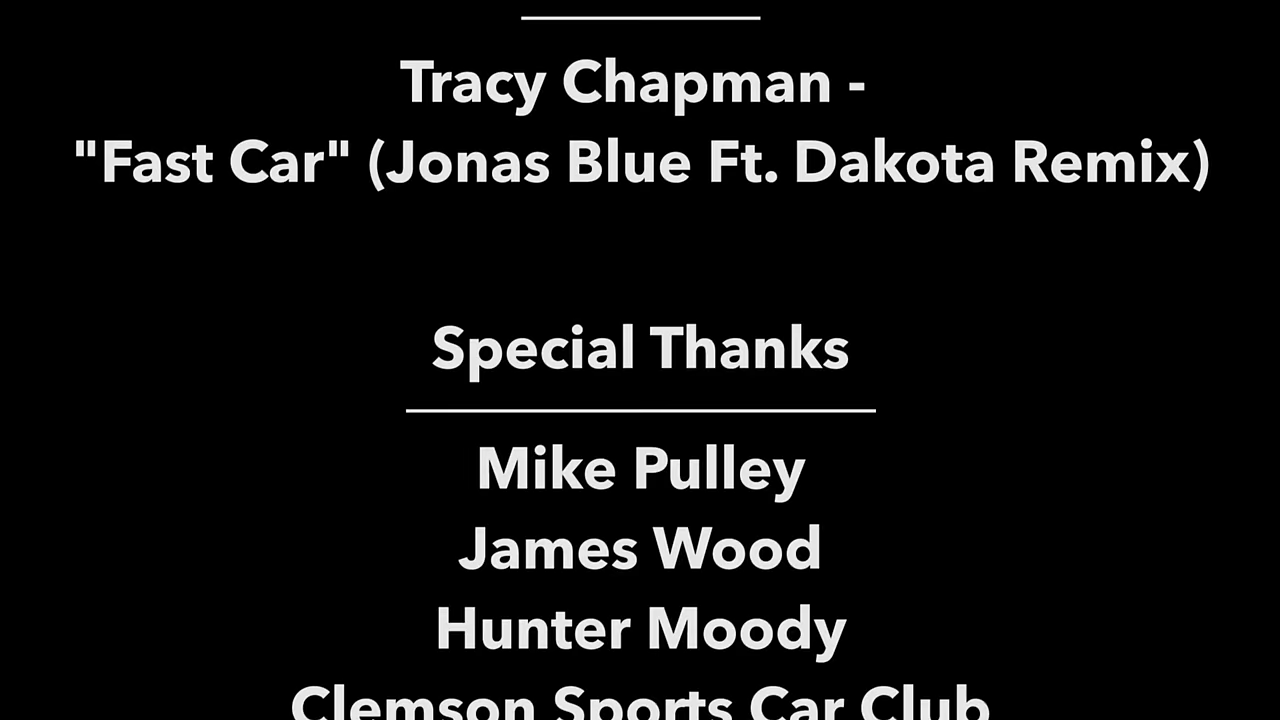 Tracy Chapman -
"Fast Car" (Jonas Blue Ft. Dakota Remix)
Special Thanks
Mike Pulley
James Wood
Hunter Moody
Clemson Sports Car Club